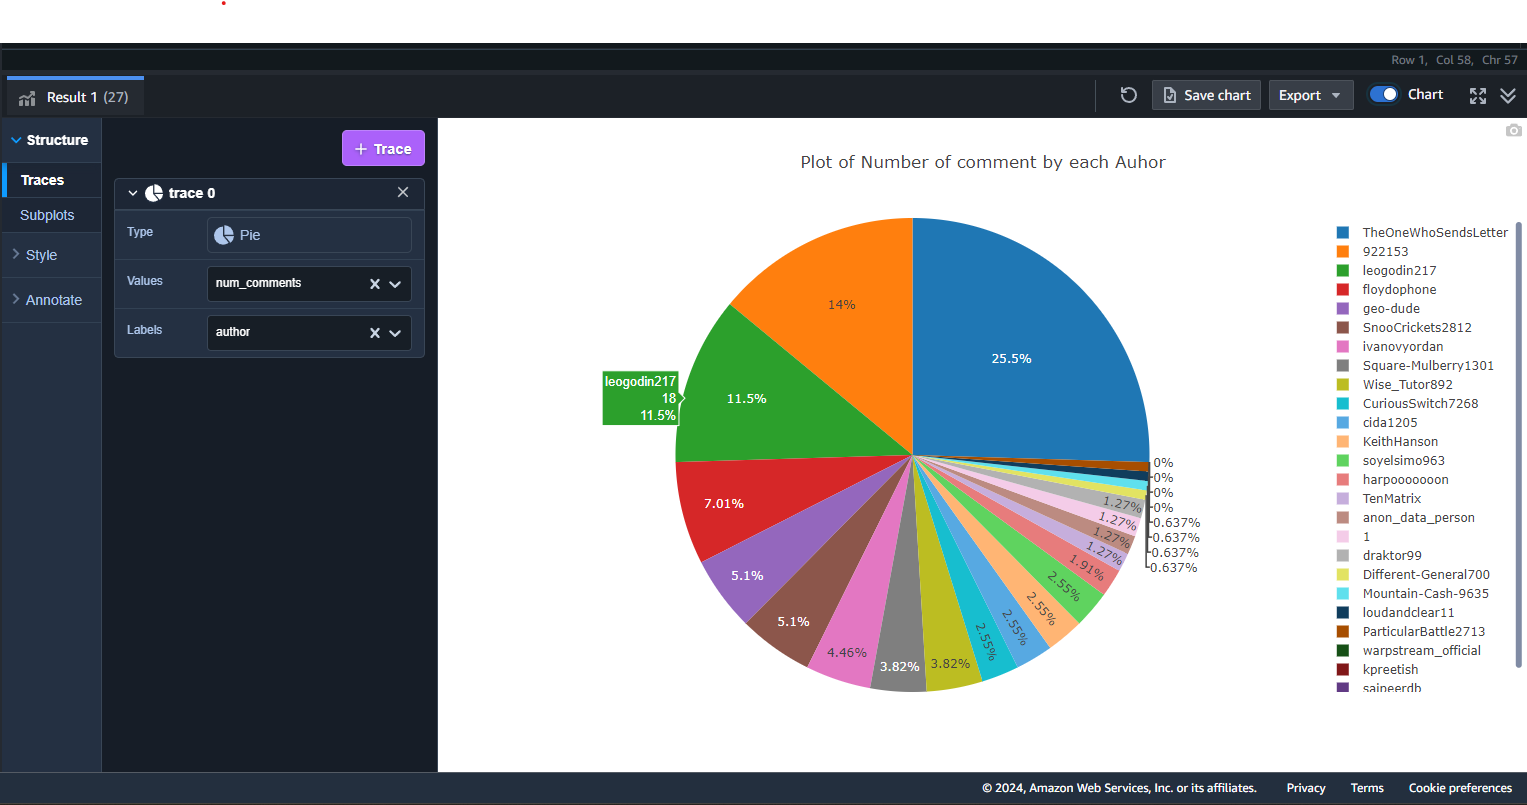 Row 1, Col 58, Chr 57
Result 1 (27)
Save chart
Export
Chart
Structure
Traces
Subplots
Style
Annotate
+ Trace
trace 0
Type
Pie
Values
num_comments
Labels
author
Plot of Number of comment by each Auhor
25.5%
14%
11.5%
leogodin217
18
11.5%
7.01%
5.1%
5.1%
4.46%
3.82%
3.82%
2.55%
2.55%
2.55%
2.55%
1.91%
1.27%
1.27%
1.27%
1.27%
0%
0%
0%
0%
0.637%
0.637%
0.637%
0.637%
TheOneWhoSendsLetter
922153
leogodin217
floydophone
geo-dude
SnooCrickets2812
ivanovyordan
Square-Mulberry1301
Wise_Tutor892
CuriousSwitch7268
cida1205
KeithHanson
soyelsimo963
harpooooooon
TenMatrix
anon_data_person
1
draktor99
Different-General700
Mountain-Cash-9635
loudandclear11
ParticularBattle2713
warpstream_official
kpreetish
saipeerdb
© 2024, Amazon Web Services, Inc. or its affiliates.
Privacy
Terms
Cookie preferences